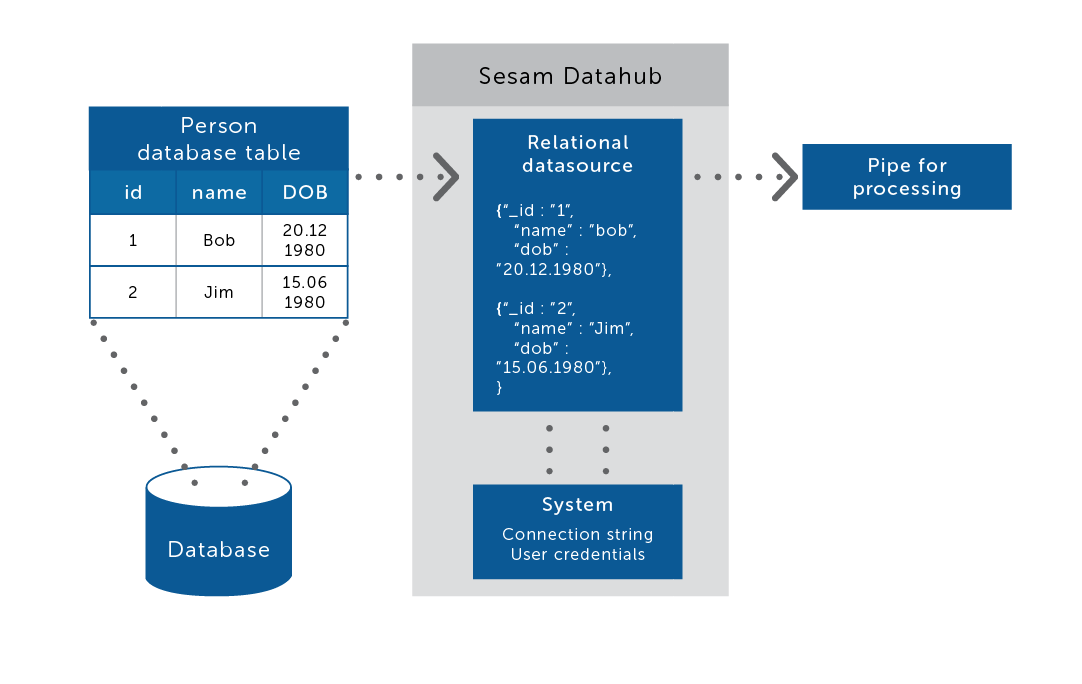 Sesam Datahub
Person
database table
id name DOB
1 Bob 20.12
1980
2 Jim 15.06
1980
Database
Relational
datasource
{“_id : ”1”,
“name” : ”bob”,
“dob” :
”20.12.1980”},
{“_id : ”2”,
“name” : ”Jim”,
“dob” :
”15.06.1980”},
}
System
Connection string
User credentials
Pipe for
processing